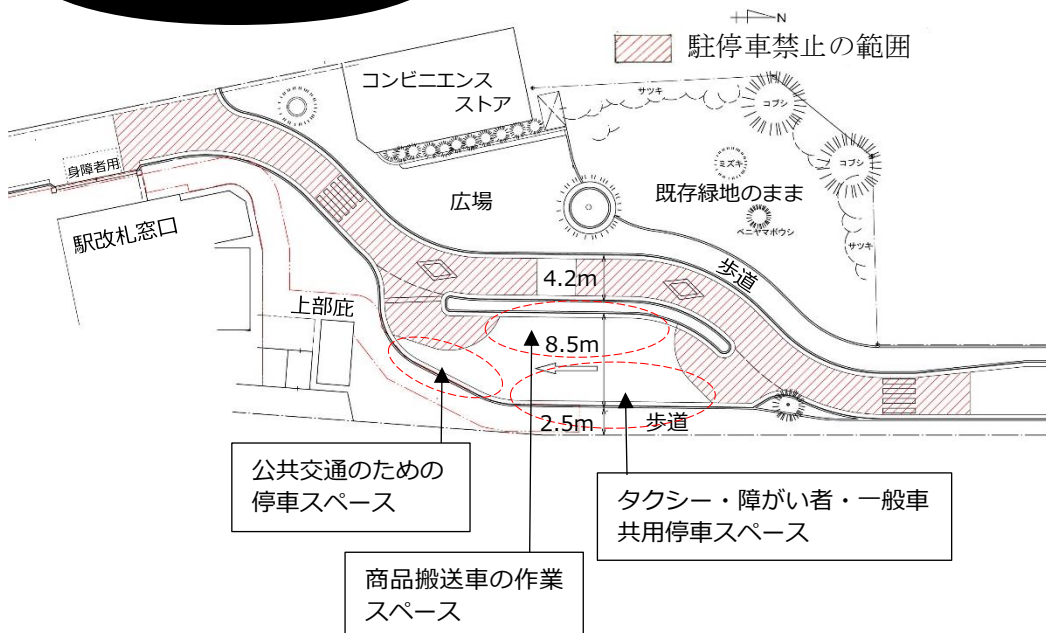 N
駐停車禁止の範囲
コンビニエンス
ストア
サツキ
コブシ
ミズキ
コブシ
身障者用
広場
既存緑地のまま
ベニヤマボウシ
サツキ
駅改札窓口
歩道
4.2m
上部庇
8.5m
2.5m
歩道
公共交通のための
停車スペース
タクシー・障がい者・一般車
共用停車スペース
商品搬送車の作業
スペース